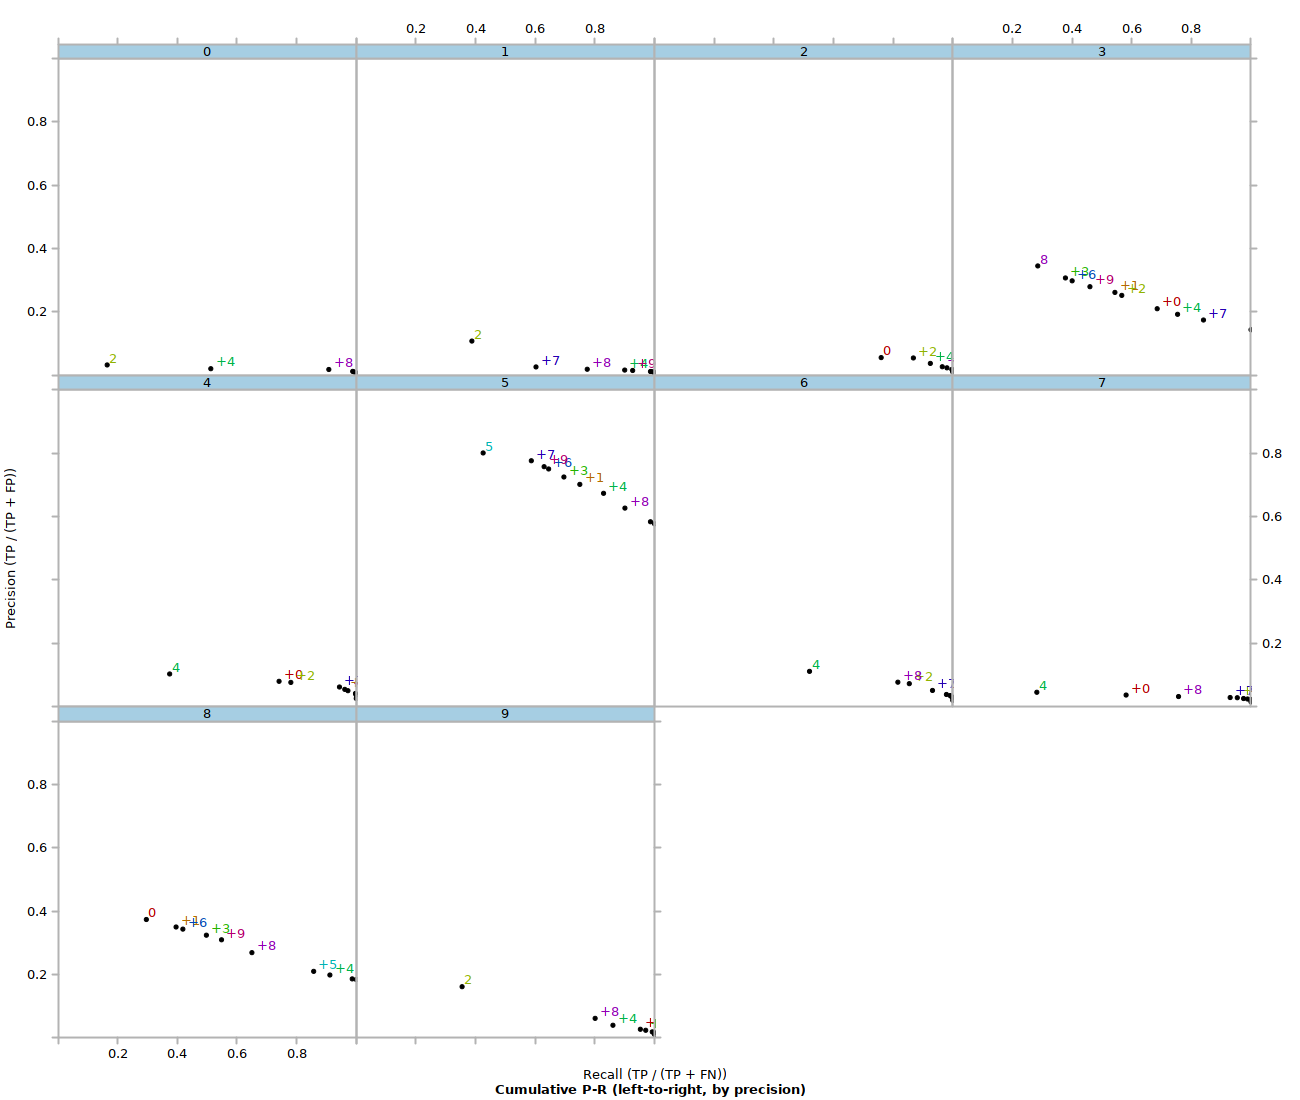 0.2 0.4 0.6 0.8 0.2 0.4 0.6 0.8
0 1 2 3
0.8
0.6
0.4
0.2
2 +4 +8
2 +7 +8 +4 +9
0 +2 +4
8 +3 +6 +9 +1 +2 +0 +4 +7
4 5 6 7
0.8
0.6
0.4
0.2
4 +0 +2
5 +7 +9 +6 +3 +1 +4 +8
4 +8 +2 +7
4 +0 +8
8 9
0.8
0.6
0.4
0.2
0 +1 +6 +3 +9 +8 +5 +4
2 +8 +4
0.2 0.4 0.6 0.8
Precision (TP / (TP + FP))
Recall (TP / (TP + FN))
Cumulative P-R (left-to-right, by precision)